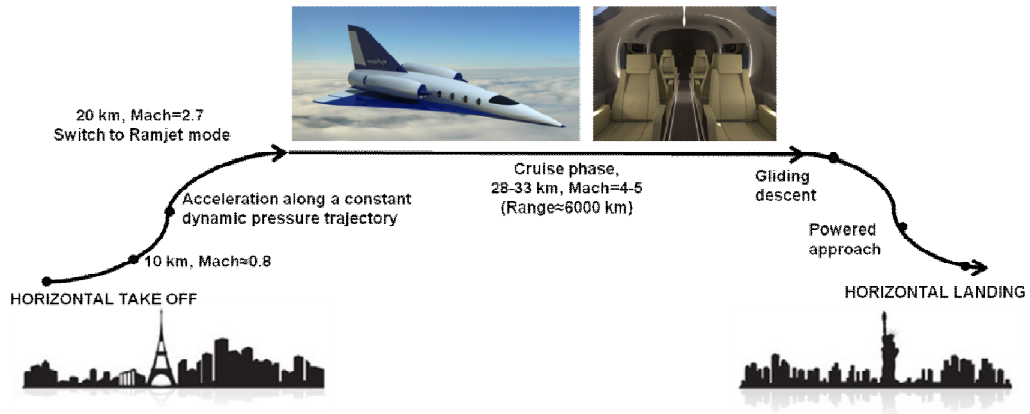 20 km, Mach=2.7
Switch to Ramjet mode
Acceleration along a constant
dynamic pressure trajectory
10 km, Mach≈0.8
HORIZONTAL TAKE OFF
Cruise phase,
28-33 km, Mach=4-5
(Range≈6000 km)
Gliding
descent
Powered
approach
HORIZONTAL LANDING